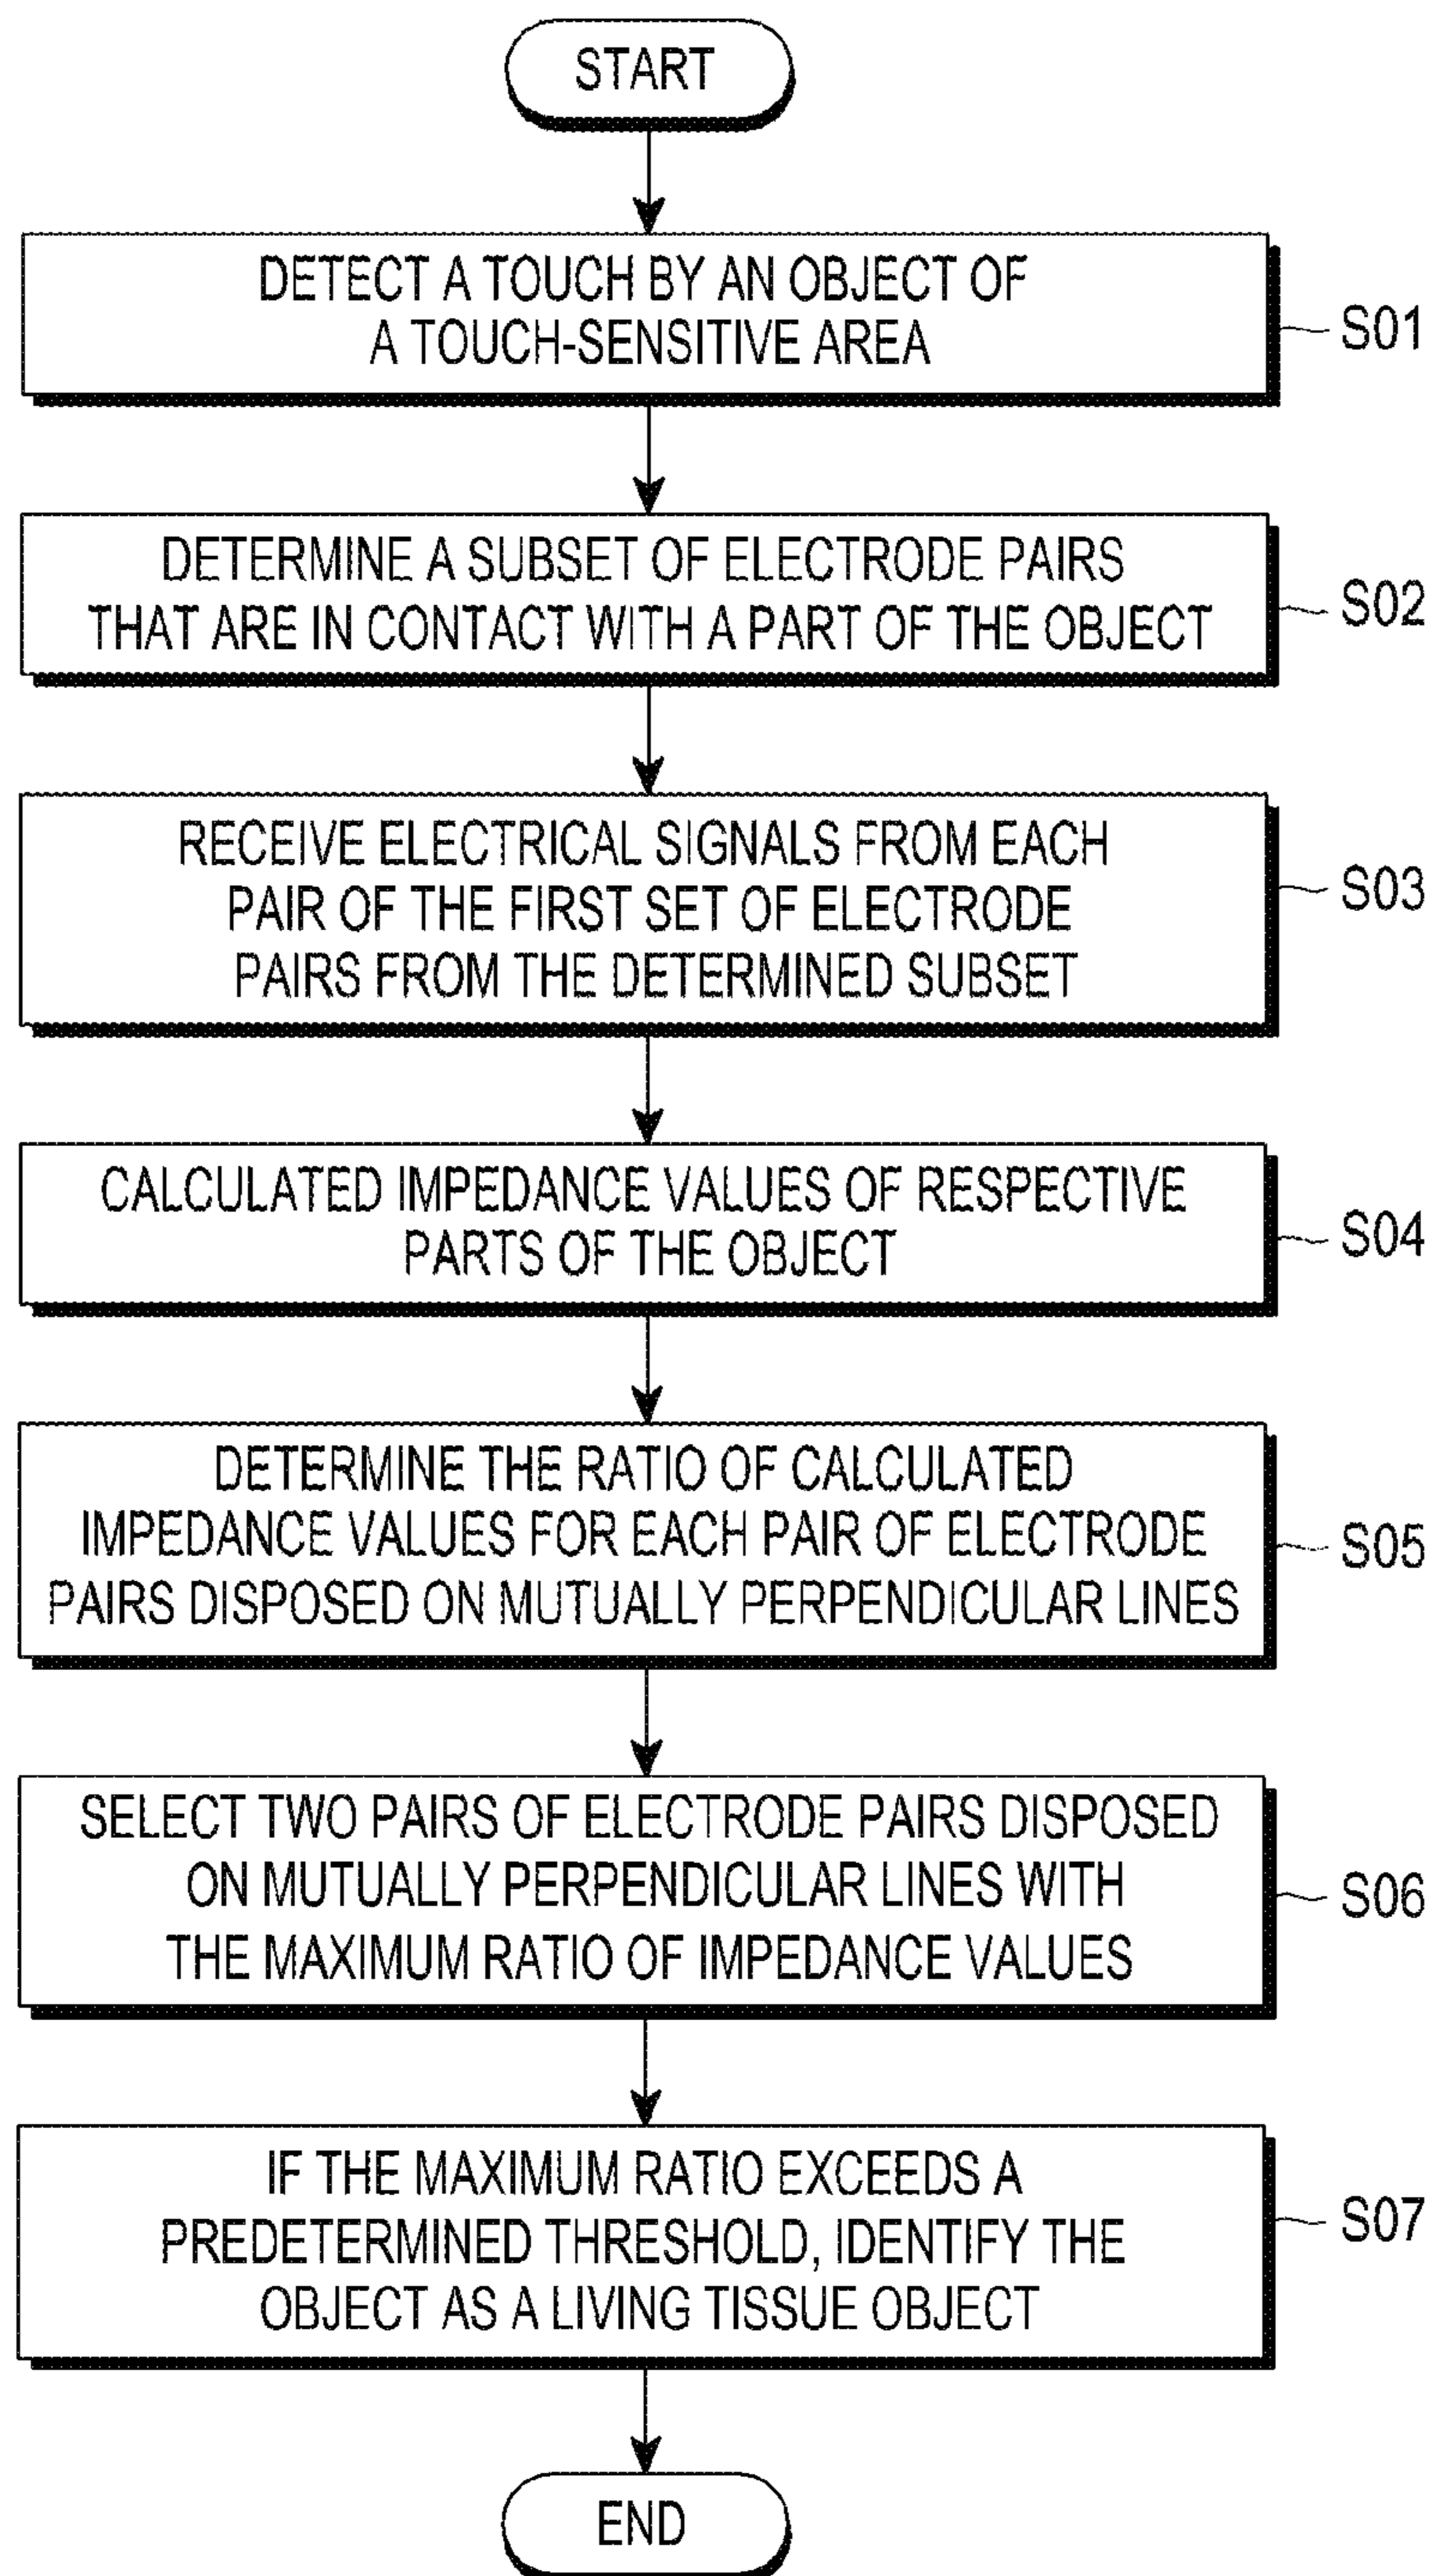 START
DETECT A TOUCH BY AN OBJECT OF
A TOUCH-SENSITIVE AREA
S01
DETERMINE A SUBSET OF ELECTRODE PAIRS
THAT ARE IN CONTACT WITH A PART OF THE OBJECT
S02
RECEIVE ELECTRICAL SIGNALS FROM EACH
PAIR OF THE FIRST SET OF ELECTRODE
PAIRS FROM THE DETERMINED SUBSET
S03
CALCULATED IMPEDANCE VALUES OF RESPECTIVE
PARTS OF THE OBJECT
S04
DETERMINE THE RATIO OF CALCULATED
IMPEDANCE VALUES FOR EACH PAIR OF ELECTRODE
PAIRS DISPOSED ON MUTUALLY PERPENDICULAR LINES
S05
SELECT TWO PAIRS OF ELECTRODE PAIRS DISPOSED
ON MUTUALLY PERPENDICULAR LINES WITH
THE MAXIMUM RATIO OF IMPEDANCE VALUES
S06
IF THE MAXIMUM RATIO EXCEEDS A
PREDETERMINED THRESHOLD, IDENTIFY THE
OBJECT AS A LIVING TISSUE OBJECT
S07
END